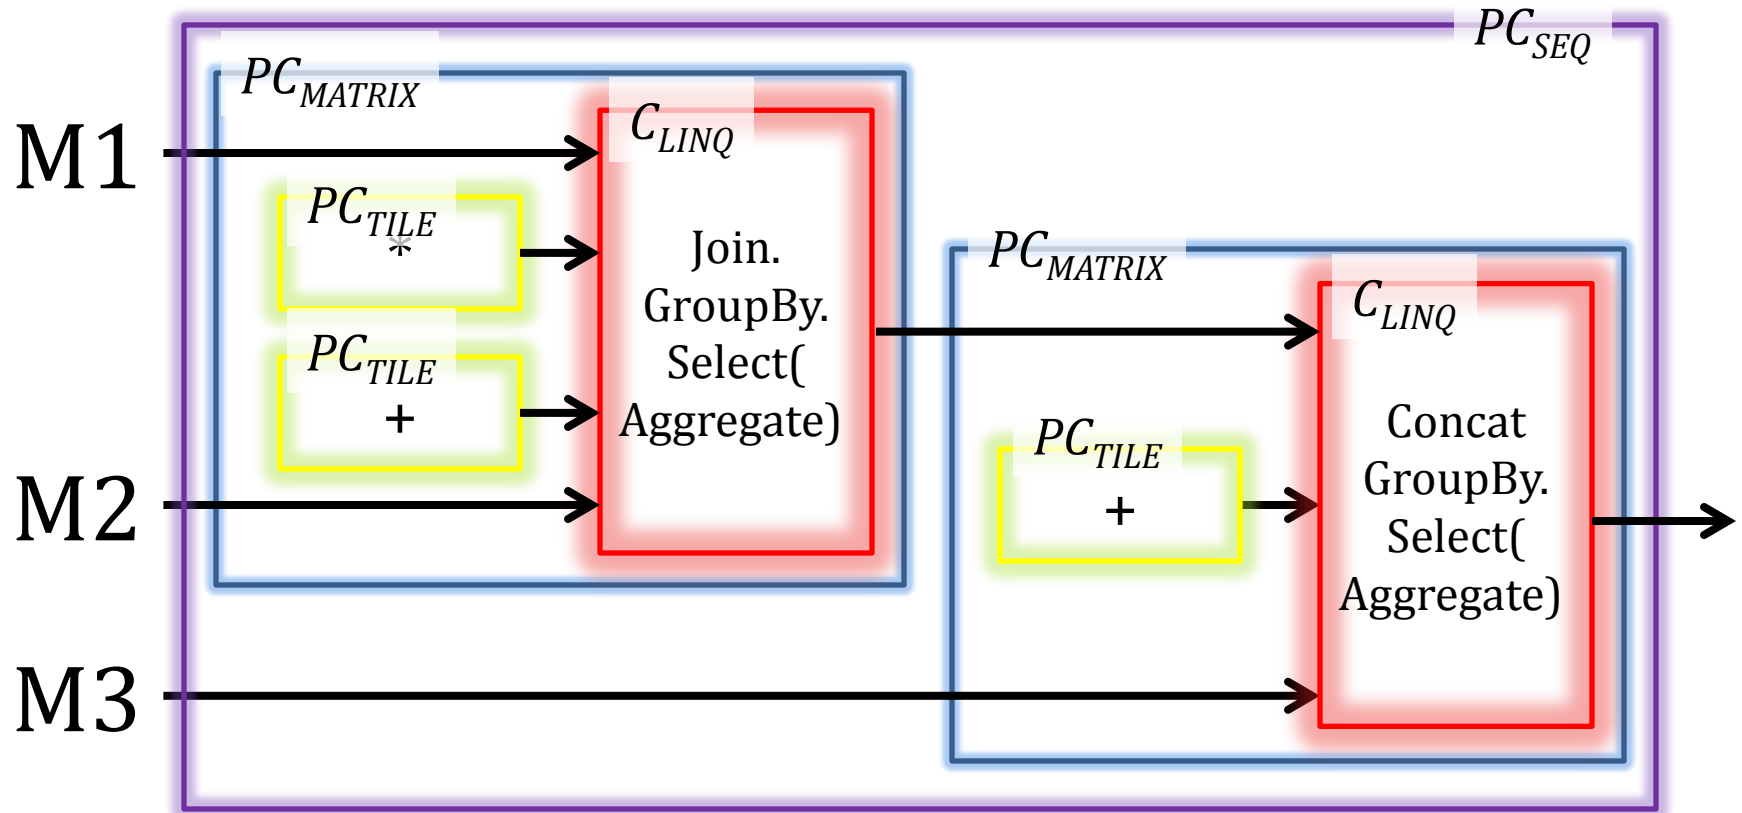 PC_SEQ
PC_MATRIX
M1
C_LINQ
PC_TILE
*
Join.
GroupBy.
Select(
Aggregate)
PC_TILE
+
M2
PC_MATRIX
C_LINQ
PC_TILE
+
Concat
GroupBy.
Select(
Aggregate)
M3